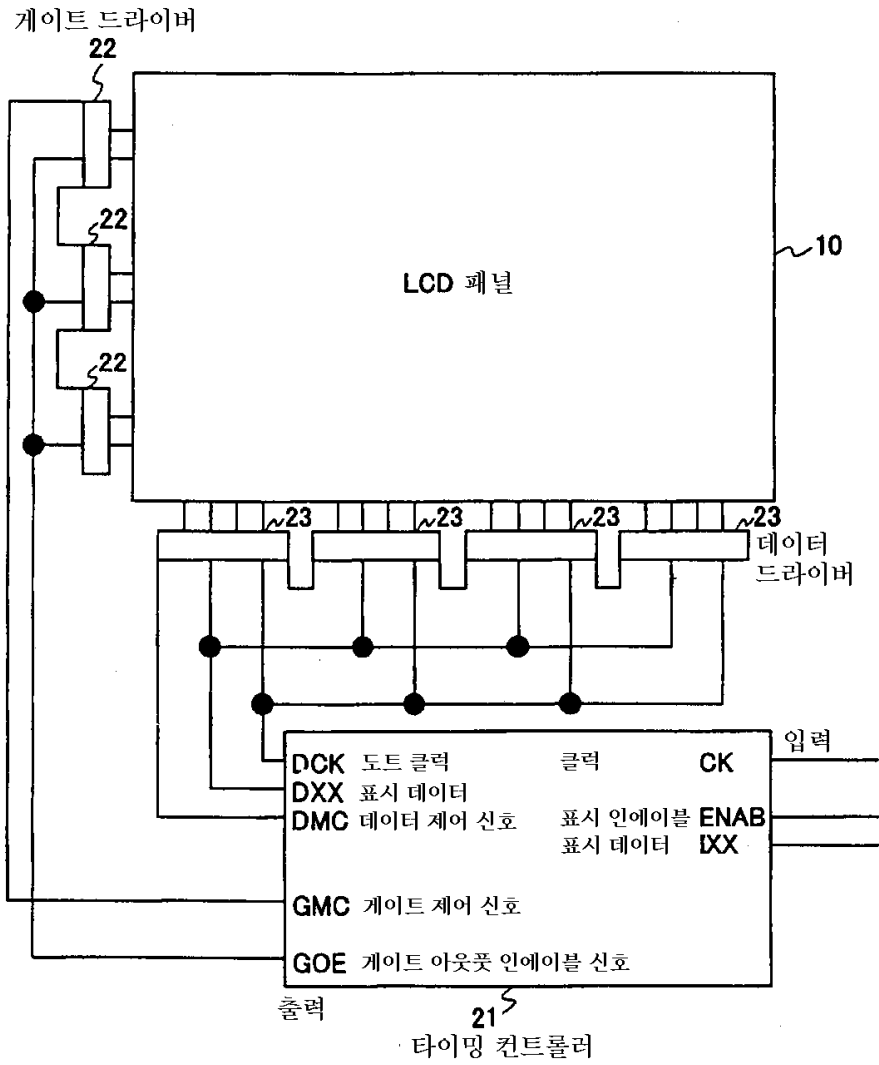 게이트 드라이버
22
22
22
LCD 패널
10
23
23
23
23
데이터
드라이버
입력
DCK 도트 클럭 클럭 CK
DXX 표시 데이터
DMC 데이터 제어 신호 표시 인에이블 ENAB
표시 데이터 IXX
GMC 게이트 제어 신호
GOE 게이트 아웃풋 인에이블 신호
출력
21
타이밍 컨트롤러